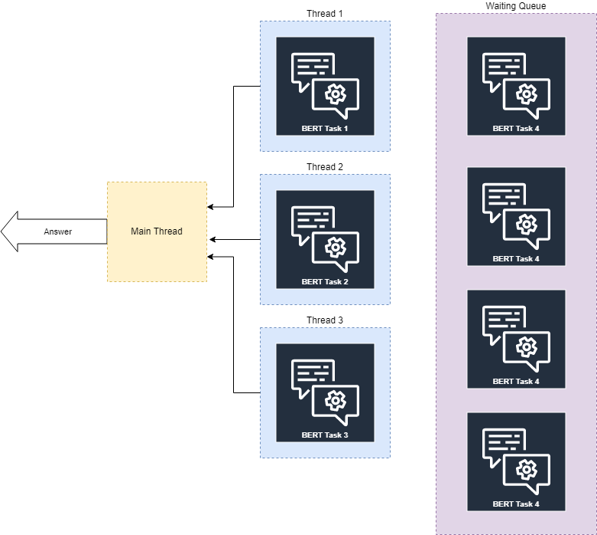 Thread 1
BERT Task 1
Thread 2
BERT Task 2
Thread 3
BERT Task 3
Main Thread
Answer
Waiting Queue
BERT Task 4
BERT Task 4
BERT Task 4
BERT Task 4